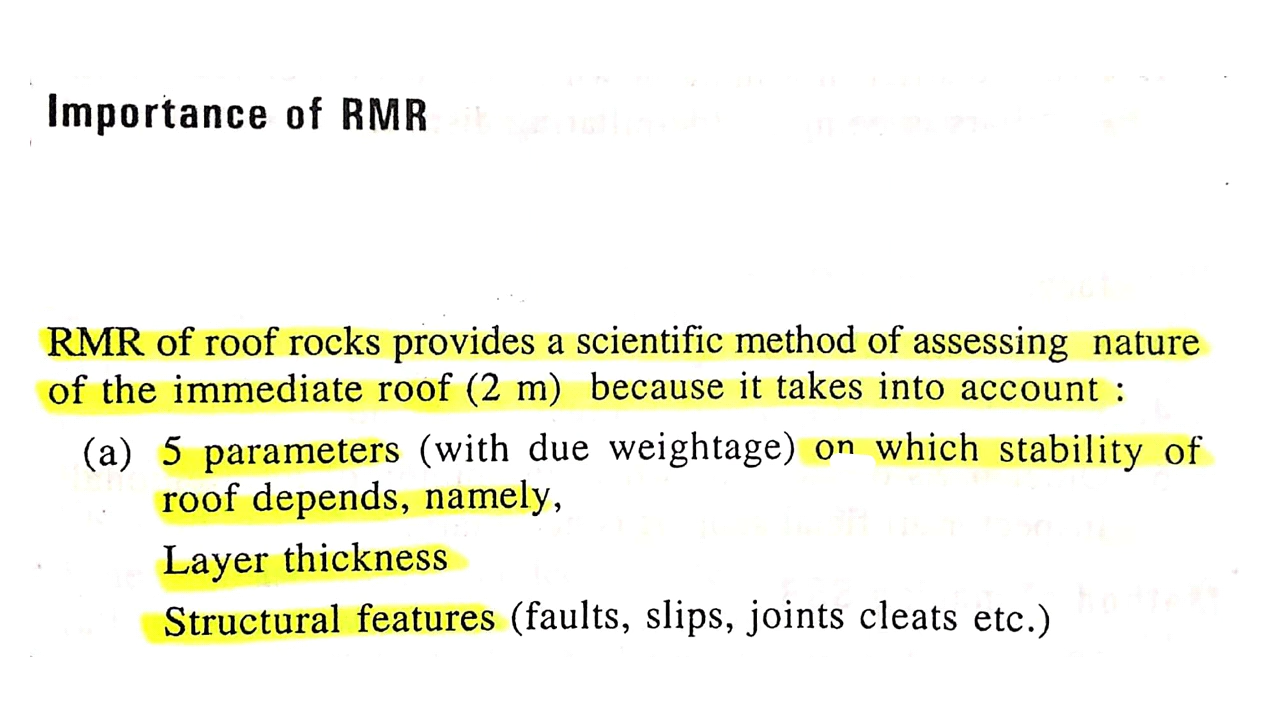 Importance of RMR
RMR of roof rocks provides a scientific method of assessing nature
of the immediate roof (2 m) because it takes into account :
(a) 5 parameters (with due weightage) on which stability of
roof depends, namely,
Layer thickness
Structural features (faults, slips, joints cleats etc.)